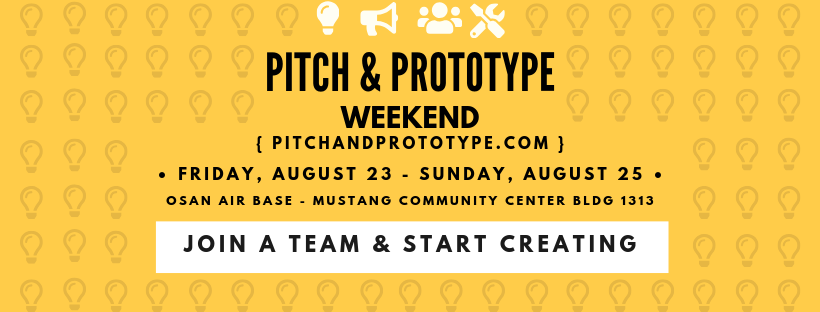 PITCH & PROTOTYPE
WEEKEND
{ PITCHANDPROTOTYPE.COM }
• FRIDAY, AUGUST 23 - SUNDAY, AUGUST 25 •
OSAN AIR BASE - MUSTANG COMMUNITY CENTER BLDG 1313
JOIN A TEAM & START CREATING